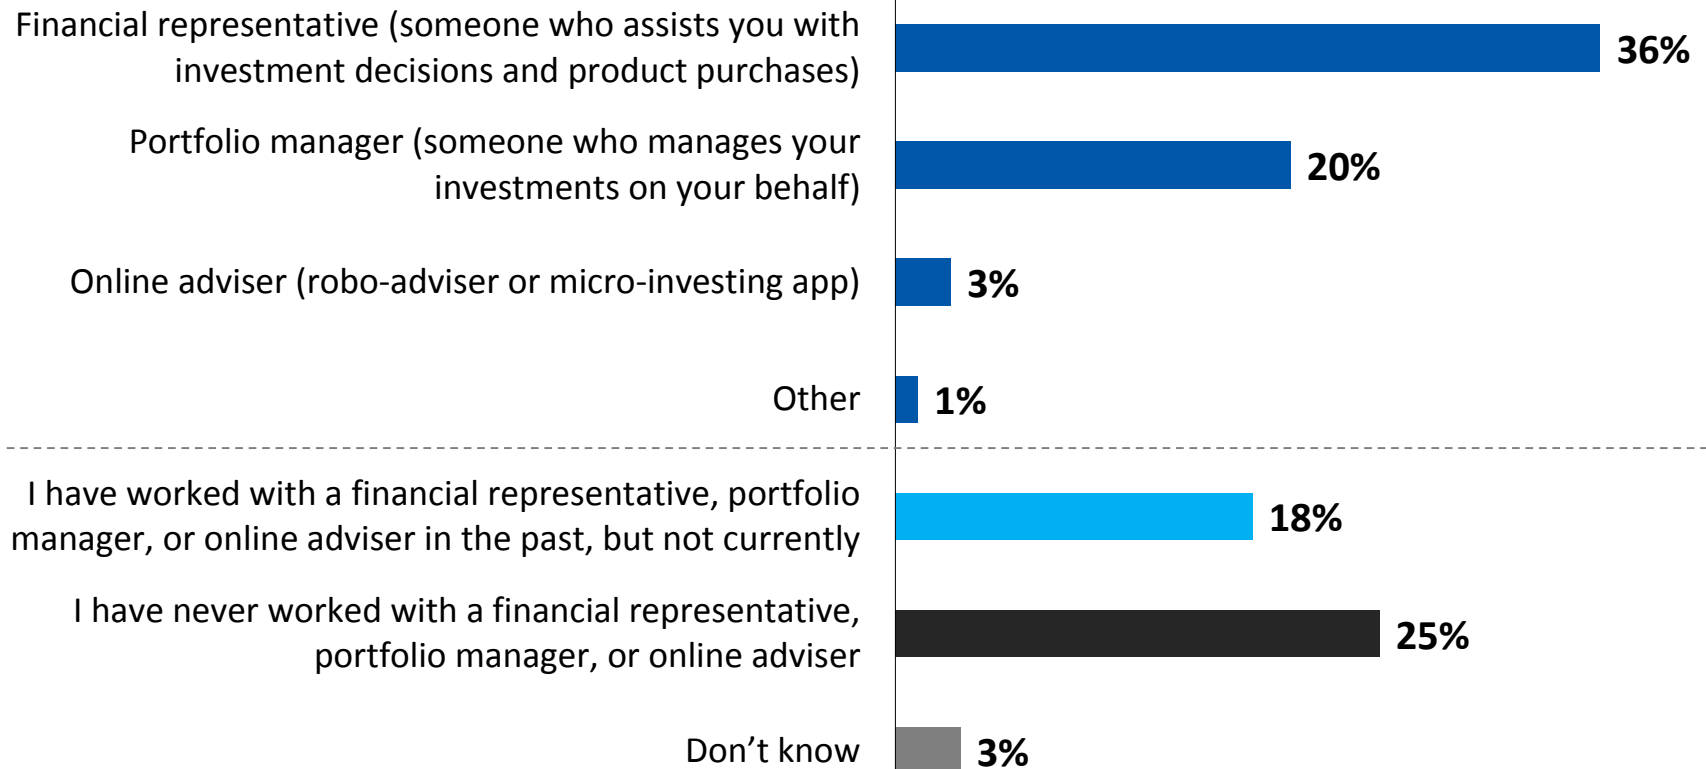 Financial representative (someone who assists you with
investment decisions and product purchases)
36%
Portfolio manager (someone who manages your
investments on your behalf)
20%
Online adviser (robo-adviser or micro-investing app)
3%
Other
1%
I have worked with a financial representative, portfolio
manager, or online adviser in the past, but not currently
18%
I have never worked with a financial representative,
portfolio manager, or online adviser
25%
Don’t know
3%